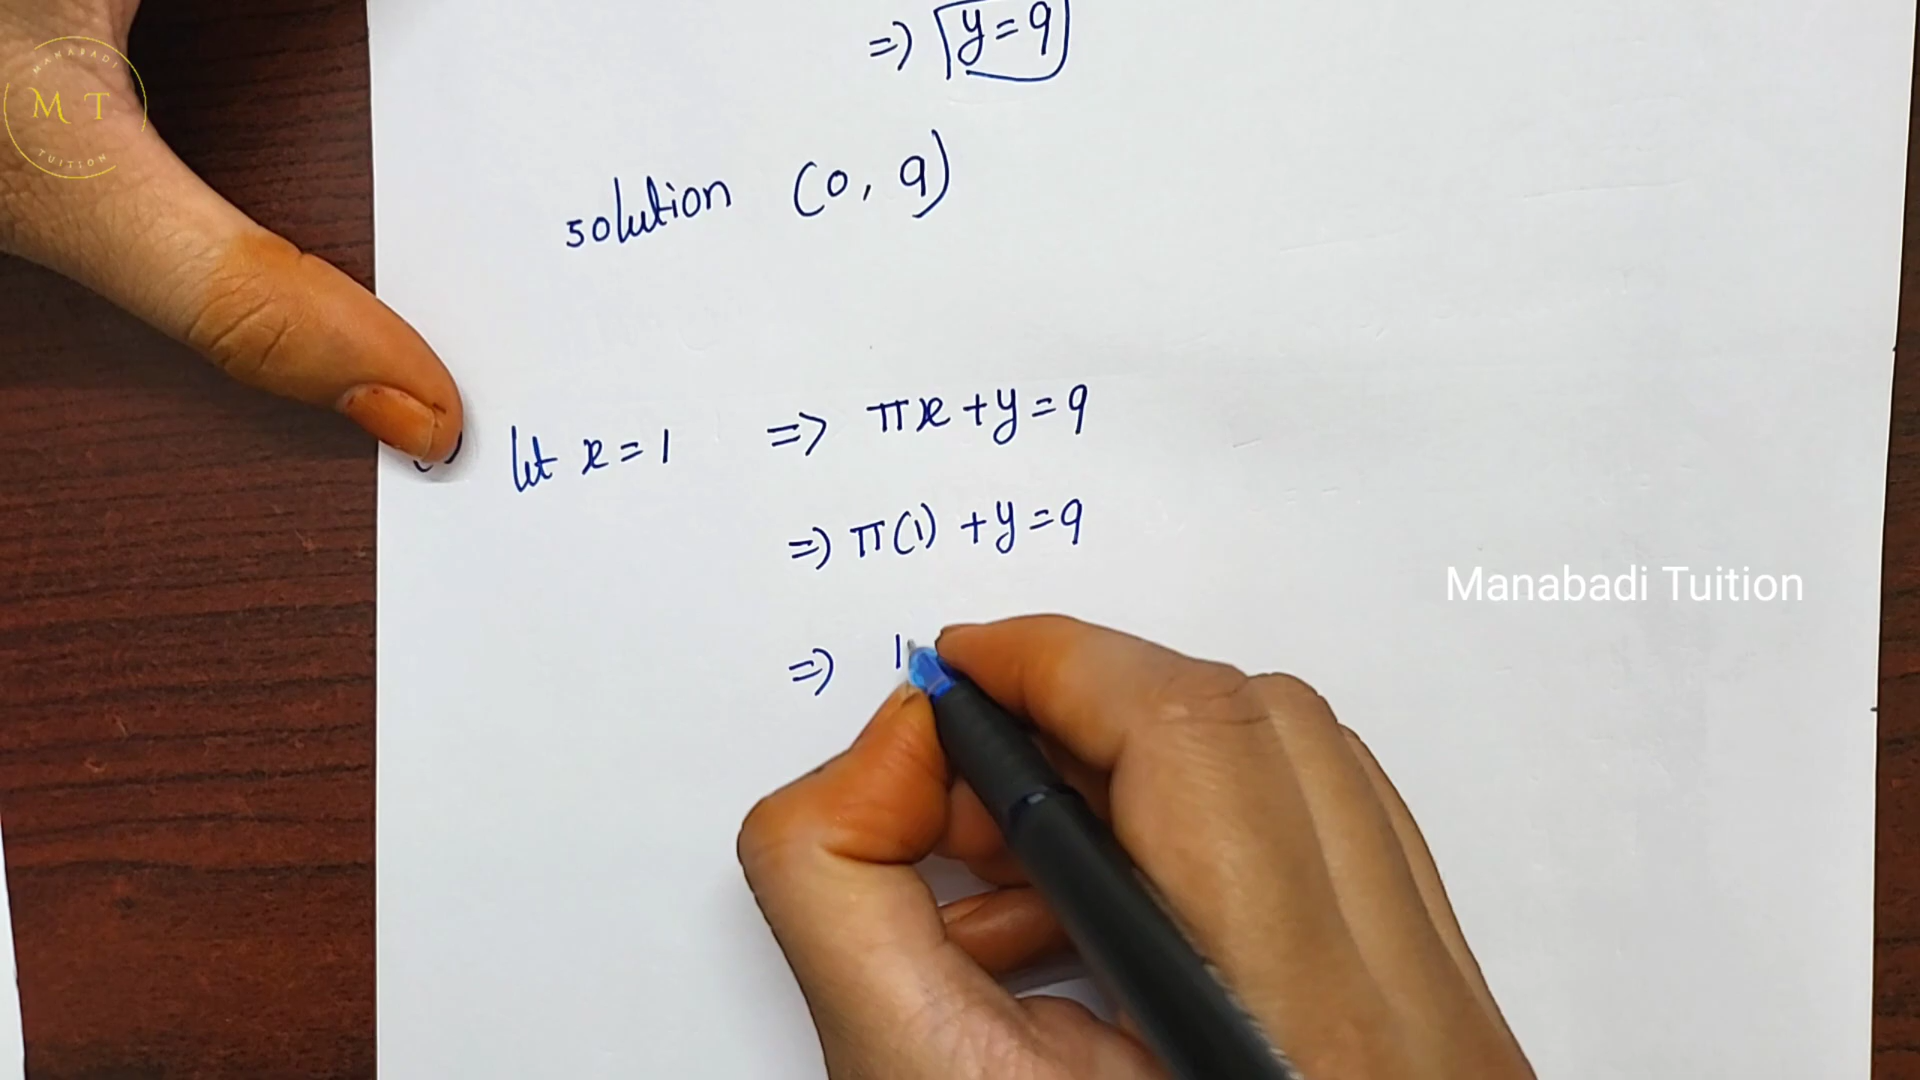 => y = 9
MANABADI
M T
TUITION
solution (0, 9)
let x = 1 => πx + y = 9
=> π(1) + y = 9
Manabadi Tuition
=>